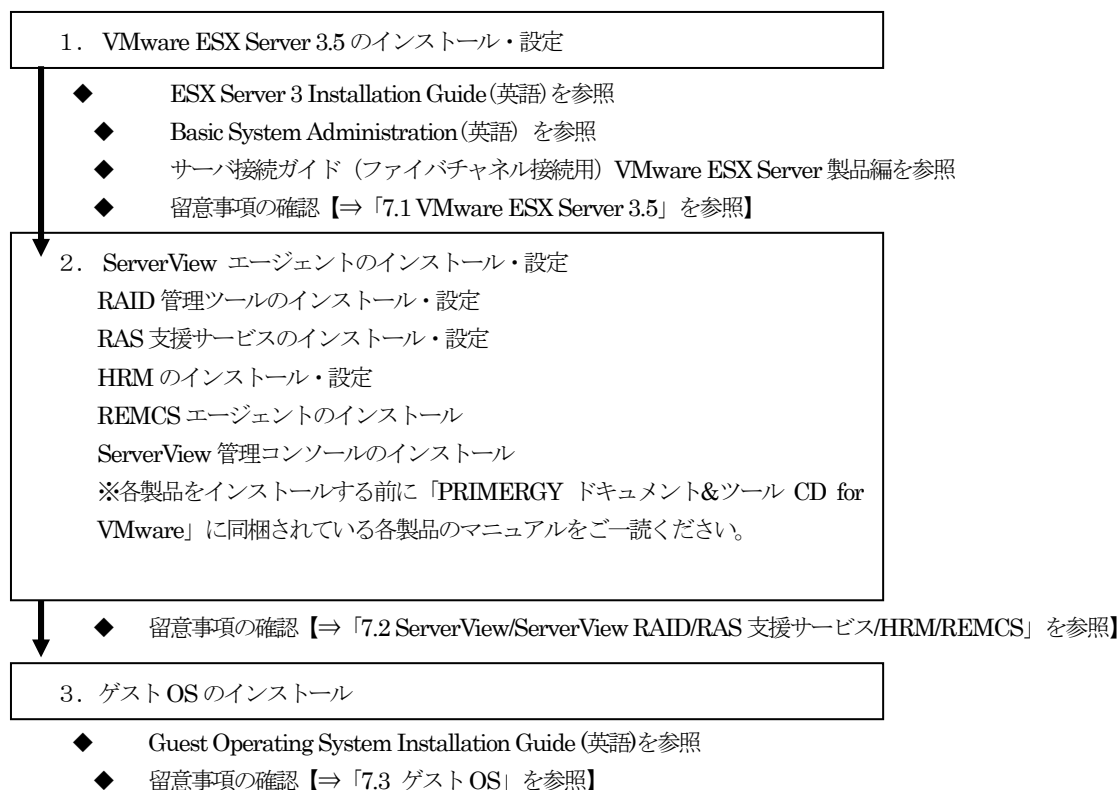 １．VMware ESX Server 3.5 のインストール・設定
◆ ESX Server 3 Installation Guide(英語)を参照
◆ Basic System Administration(英語) を参照
◆ サーバ接続ガイド（ファイバチャネル接続用）VMware ESX Server 製品編を参照
◆ 留意事項の確認【⇒「7.1 VMware ESX Server 3.5」を参照】
２．ServerView エージェントのインストール・設定
RAID 管理ツールのインストール・設定
RAS 支援サービスのインストール・設定
HRM のインストール・設定
REMCS エージェントのインストール
ServerView 管理コンソールのインストール
※各製品をインストールする前に「PRIMERGY ドキュメント&ツール CD for
VMware」に同梱されている各製品のマニュアルをご一読ください。
◆ 留意事項の確認【⇒「7.2 ServerView/ServerView RAID/RAS 支援サービス/HRM/REMCS」を参照】
３．ゲスト OS のインストール
◆ Guest Operating System Installation Guide (英語)を参照
◆ 留意事項の確認【⇒「7.3 ゲスト OS」を参照】